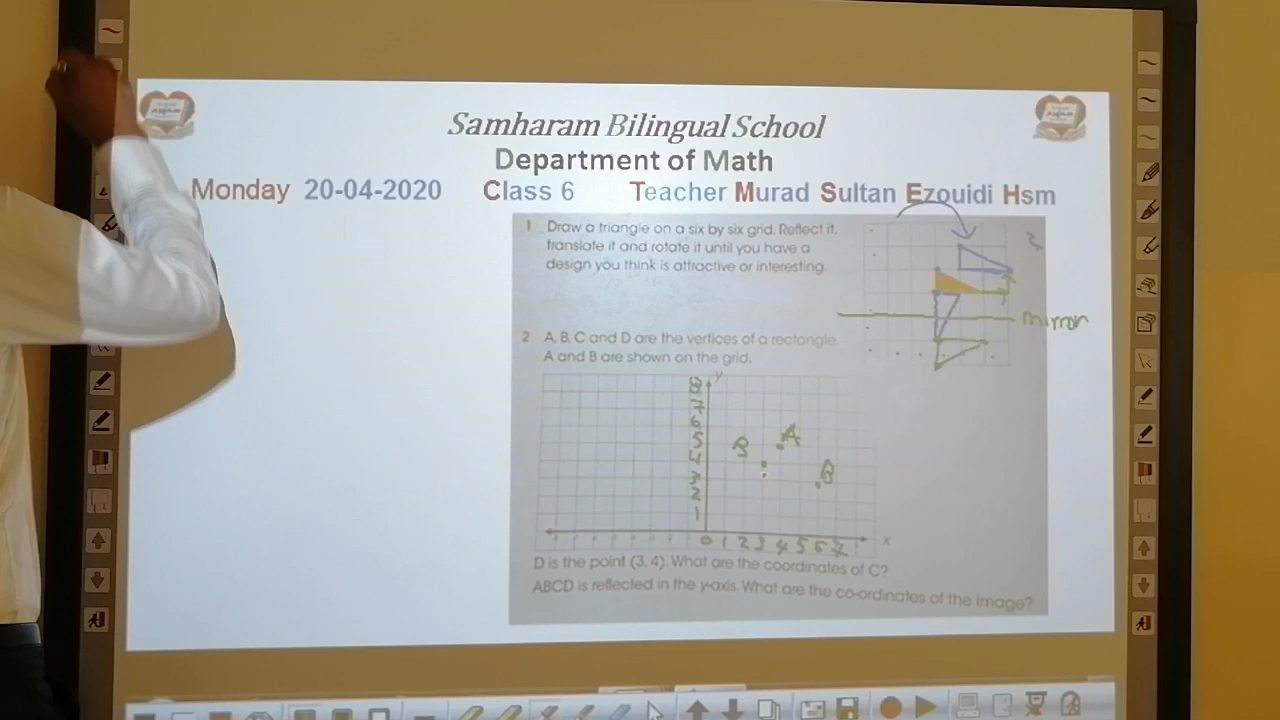 Samharam Bilingual School
Department of Math
Monday 20-04-2020 Class 6 Teacher Murad Sultan Ezouidi Hsm
1 Draw a triangle on a six by six grid. Reflect it,
translate it and rotate it until you have a
design you think is attractive or interesting.
mirror
2 A, B, C and D are the vertices of a rectangle.
A and B are shown on the grid.
y
8
7
6
5
4
3
2
1
A
B
B
0 1 2 3 4 5 6 7
x
D is the point (3, 4). What are the coordinates of C?
ABCD is reflected in the y-axis. What are the co-ordinates of the image?